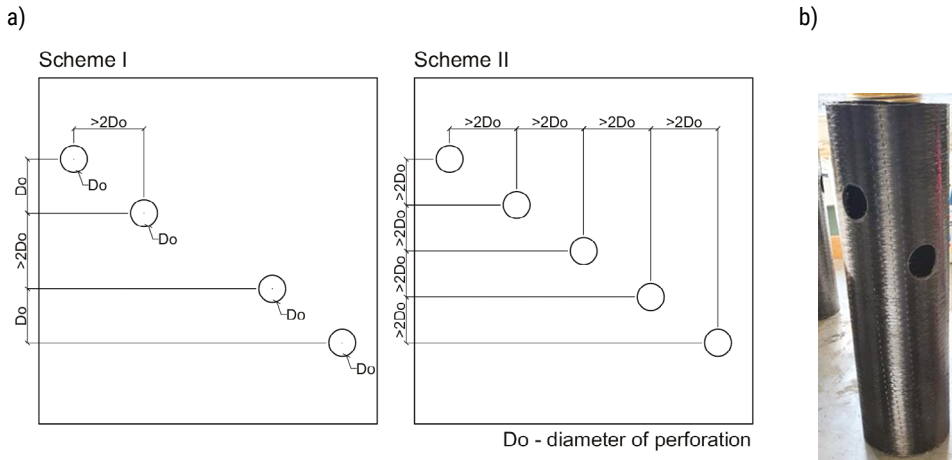 a)
b)
Scheme I
Scheme II
>2Do
Do
>2Do
Do
Do
Do
Do
Do
>2Do
>2Do
>2Do
>2Do
>2Do
>2Do
>2Do
>2Do
Do - diameter of perforation